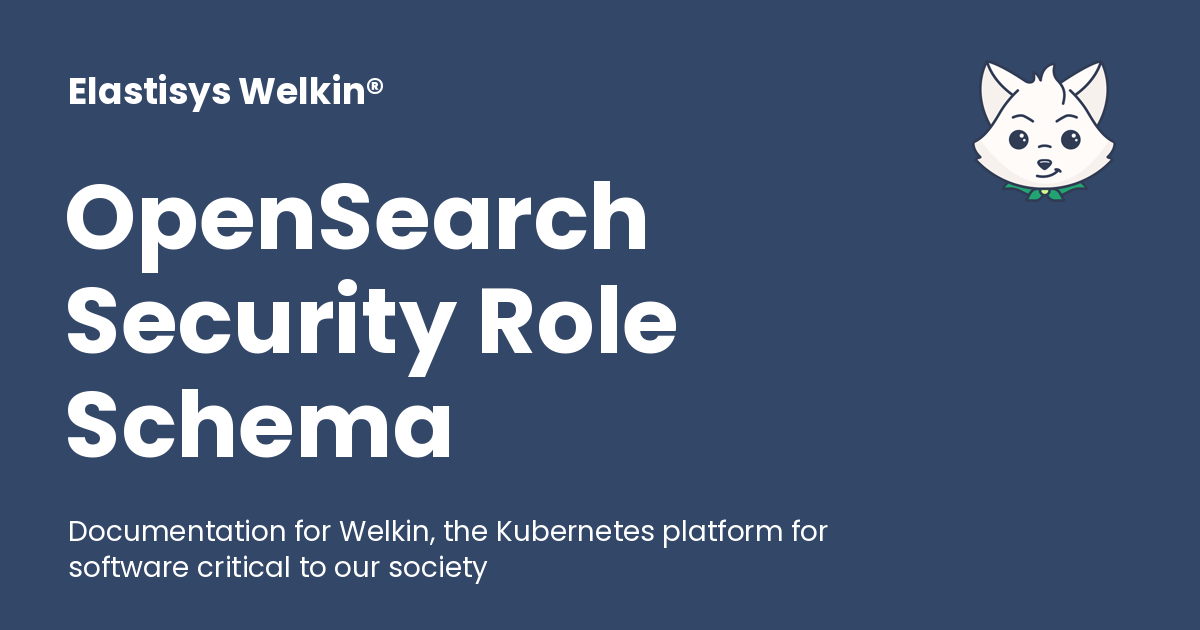 Elastisys Welkin®
OpenSearch
Security Role
Schema
Documentation for Welkin, the Kubernetes platform for
software critical to our society